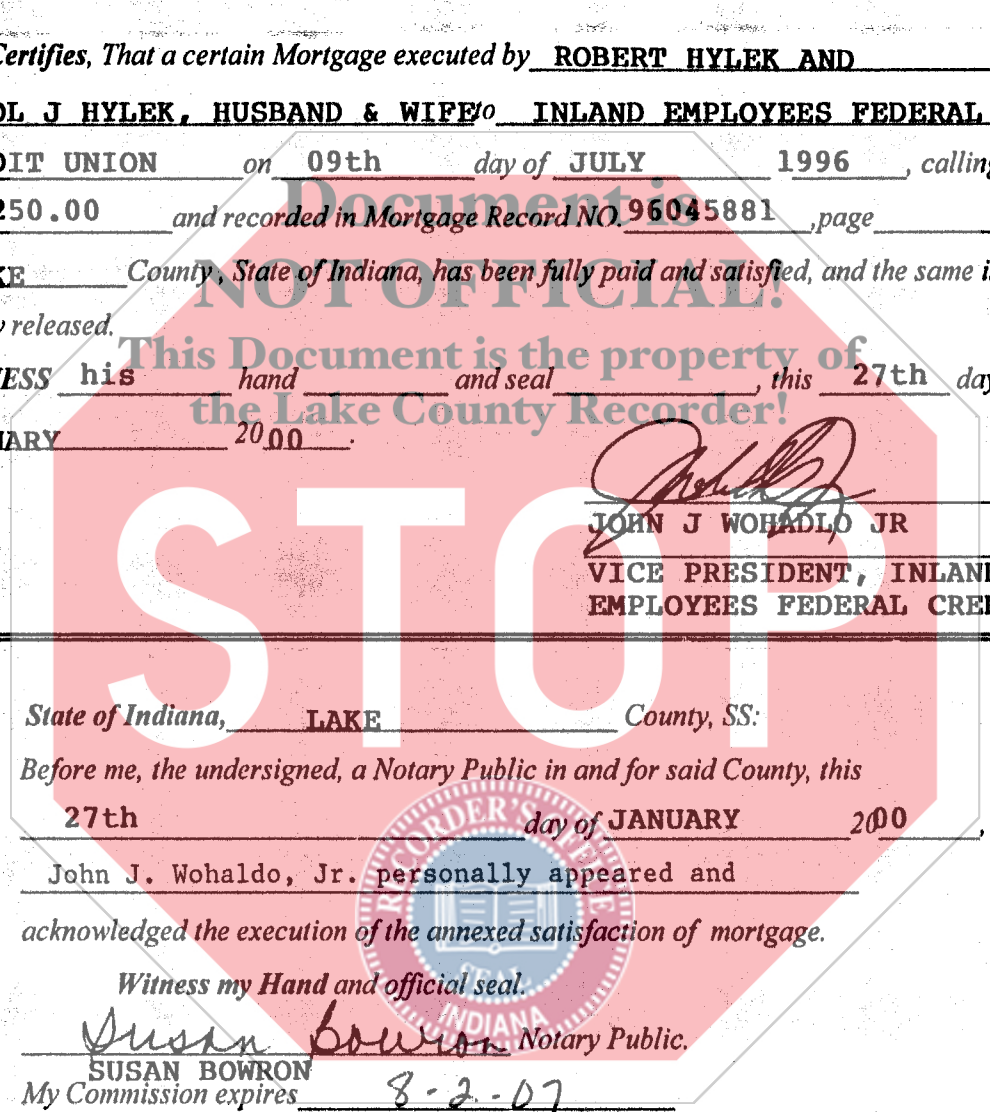 Certifies, That a certain Mortgage executed by ROBERT HYLEK AND
OL J HYLEK, HUSBAND & WIFE to INLAND EMPLOYEES FEDERAL
DIT UNION on 09th day of JULY 1996, calling
250.00 and recorded in Mortgage Record NO. 96045881, page
KE County, State of Indiana, has been fully paid and satisfied, and the same i
y released.
ESS his hand and seal, this 27th day
UARY 2000.
Document is
NOT OFFICIAL!
This Document is the property of
the Lake County Recorder!
STOP
JOHN J WOHADLO JR
VICE PRESIDENT, INLAND
EMPLOYEES FEDERAL CRE
State of Indiana, LAKE County, SS:
Before me, the undersigned, a Notary Public in and for said County, this
27th day of JANUARY 2000,
John J. Wohaldo, Jr. personally appeared and
acknowledged the execution of the annexed satisfaction of mortgage.
Witness my Hand and official seal.
Susan Bowron Notary Public.
SUSAN BOWRON
My Commission expires 8-2-07
RECORDER'S OFFICE
SEAL
INDIANA